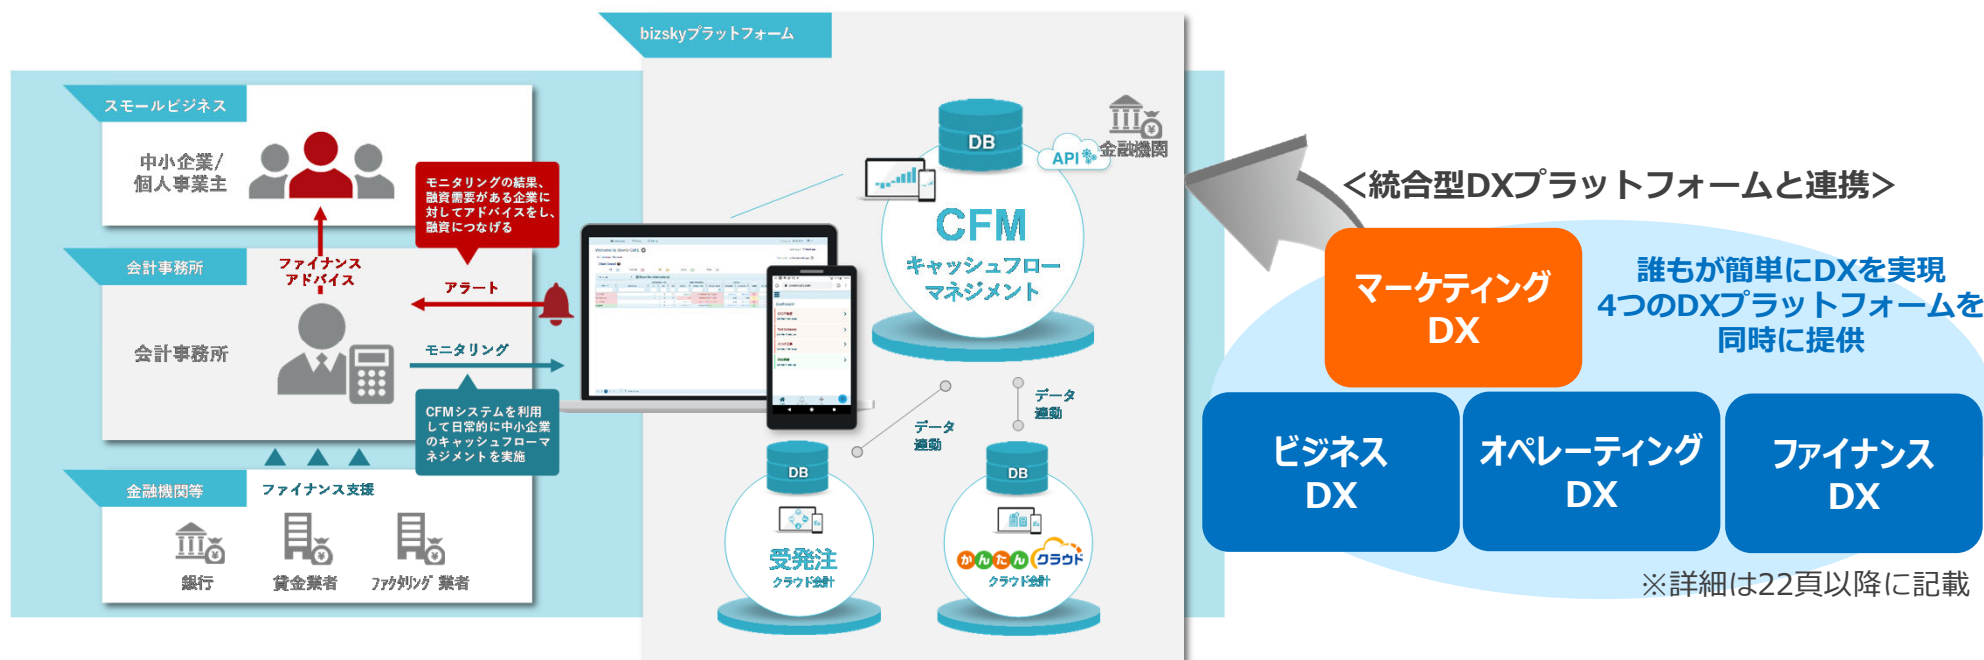 bizskyプラットフォーム
スモールビジネス
中小企業/
個人事業主
モニタリングの結果、
融資需要がある企業に
対してアドバイスをし、
融資につなげる
会計事務所
ファイナンス
アドバイス
アラート
会計事務所
モニタリング
CFMシステムを利用
して日常的に中小企業
のキャッシュフローマ
ネジメントを実施
金融機関等
ファイナンス支援
銀行
貸金業者
ファクタリング業者
DB
API
金融機関
CFM
キャッシュフロー
マネジメント
データ
連動
データ
連動
DB
受発注
クラウド会計
DB
かんたんクラウド
クラウド会計
<統合型DXプラットフォームと連携>
マーケティング
DX
誰もが簡単にDXを実現
4つのDXプラットフォームを
同時に提供
ビジネス
DX
オペレーティング
DX
ファイナンス
DX
※詳細は22頁以降に記載